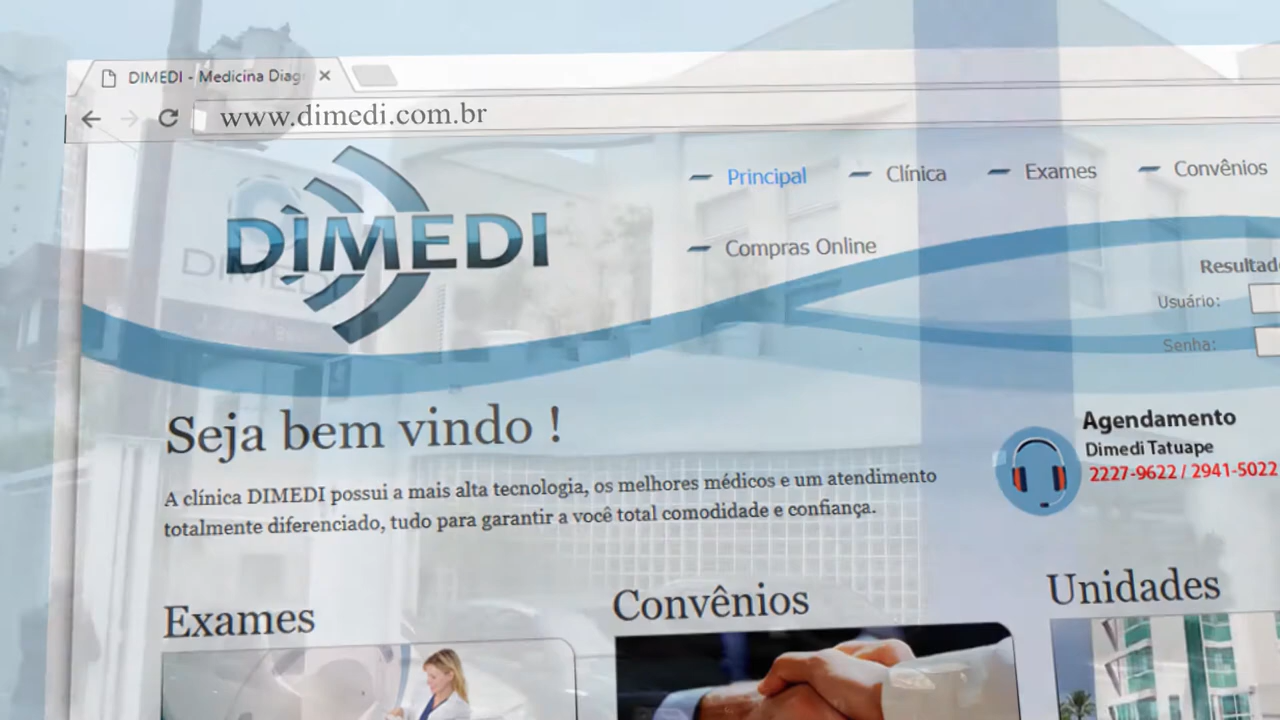 DIMEDI - Medicina Diag
www.dimedi.com.br
DIMEDI
Principal
Clínica
Exames
Convênios
Compras Online
Resultad
Usuário:
Senha:
DIMEDI
Seja bem vindo !
A clínica DIMEDI possui a mais alta tecnologia, os melhores médicos e um atendimento
totalmente diferenciado, tudo para garantir a você total comodidade e confiança.
Agendamento
Dimedi Tatuape
2227-9622 / 2941-5022
Exames
Convênios
Unidades